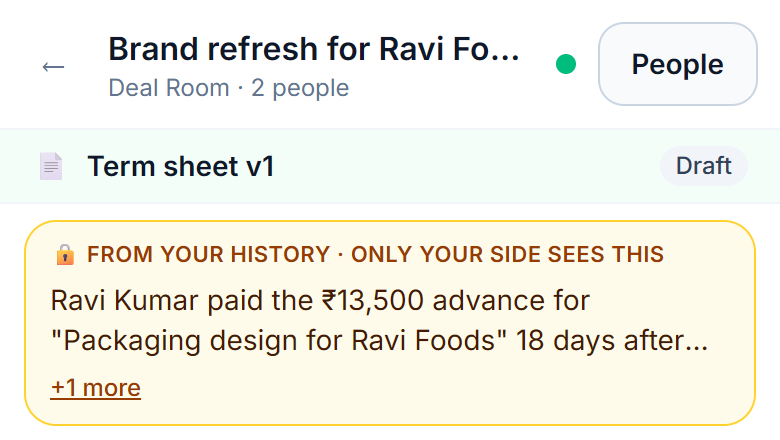 ←
Brand refresh for Ravi Fo...
Deal Room · 2 people
People
Term sheet v1
Draft
FROM YOUR HISTORY · ONLY YOUR SIDE SEES THIS
Ravi Kumar paid the ₹13,500 advance for
"Packaging design for Ravi Foods" 18 days after...
+1 more